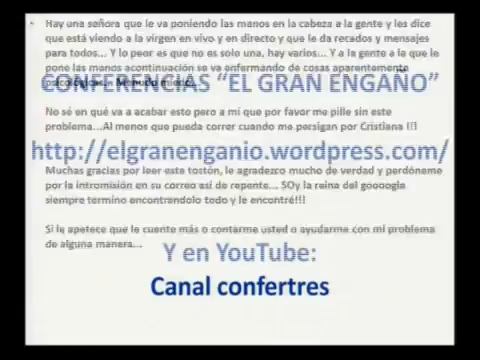 Hay una señora que le va poniendo las manos en la cabeza a la gente y les dice
que está viendo a la virgen en vivo y en directo y que le da recados y mensajes
para todos... Y lo peor es que no es solo una, hay varios... Y a la gente a le que le
pone las manos acontinuación se va enfermando de cosas aparentemente
CONFERENCIAS “EL GRAN ENGAÑO”
psicológicas... Menudo miedo...
No sé en qué va a acabar esto pero a mi que por favor me pille sin este
problema...Al menos que pueda correr cuando me persigan por Cristiana !!!
http://elgranenganio.wordpress.com/
Muchas gracias por leer este tostón, le agradezco mucho de verdad y perdóneme
por la intromisión en su correo así de repente... SOy la reina del goooogle
siempre termino encontrándolo todo y le encontré!!!
Si le apetece que le cuente más o contarme usted o ayudarme con mi problema
de alguna manera...
Y en YouTube:
Canal confertres